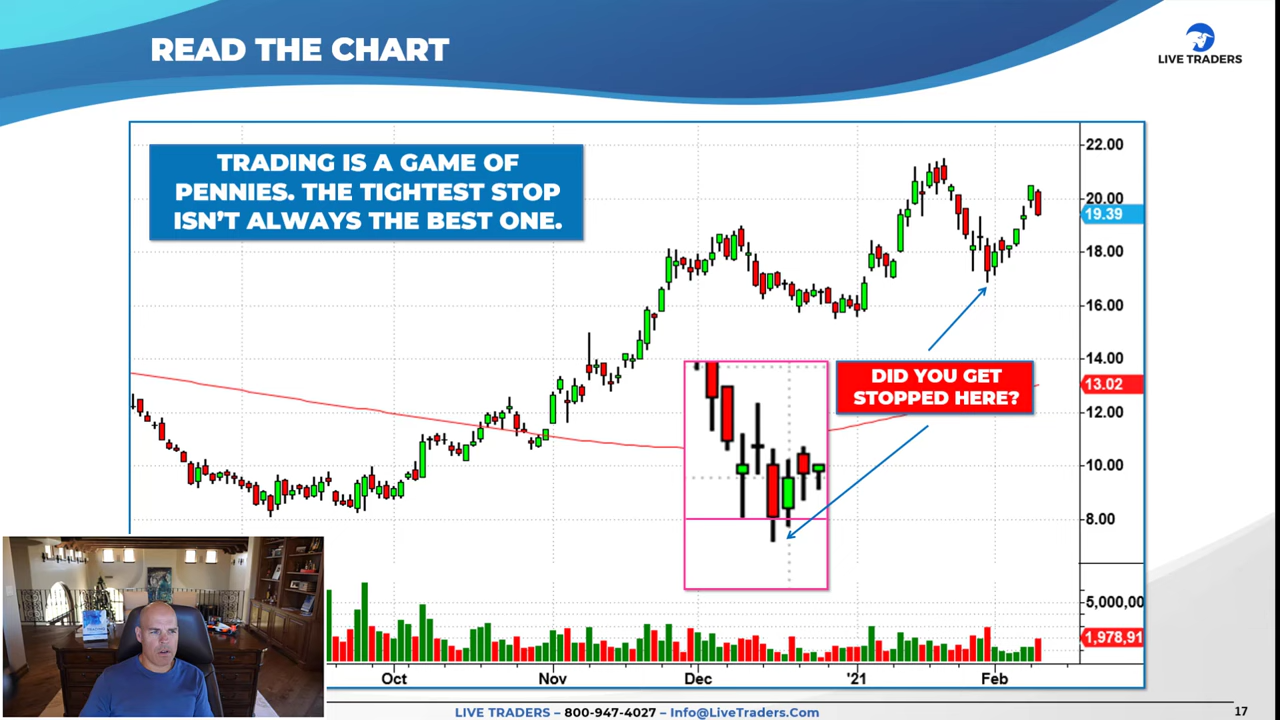 READ THE CHART
LIVE TRADERS
TRADING IS A GAME OF
PENNIES. THE TIGHTEST STOP
ISN'T ALWAYS THE BEST ONE.
22.00
20.00
19.39
18.00
16.00
14.00
13.02
12.00
10.00
8.00
DID YOU GET
STOPPED HERE?
5,000,00
1,978,91
Oct
Nov
Dec
'21
Feb
LIVE TRADERS – 800-947-4027 – Info@LiveTraders.Com
17